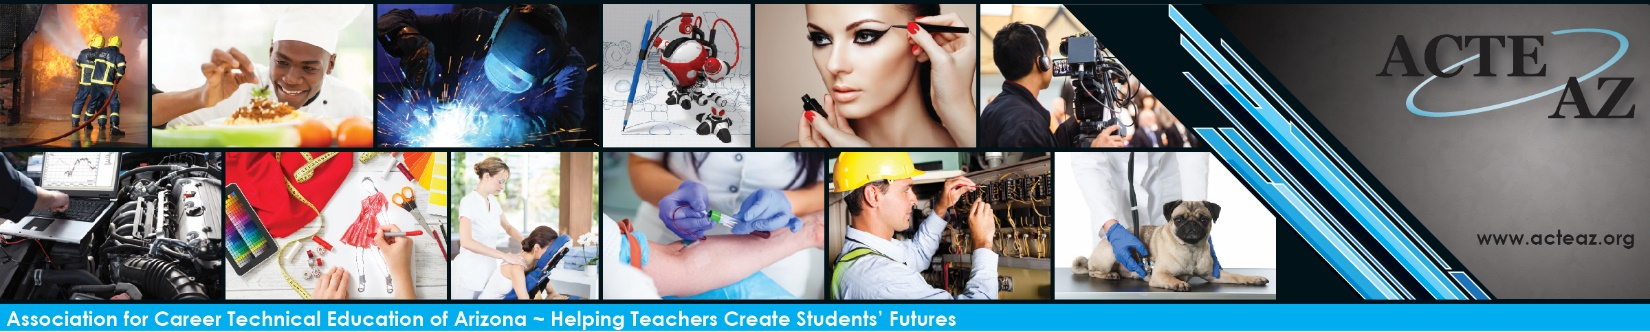 ACTE
AZ
www.acteaz.org
Association for Career Technical Education of Arizona ~ Helping Teachers Create Students’ Futures